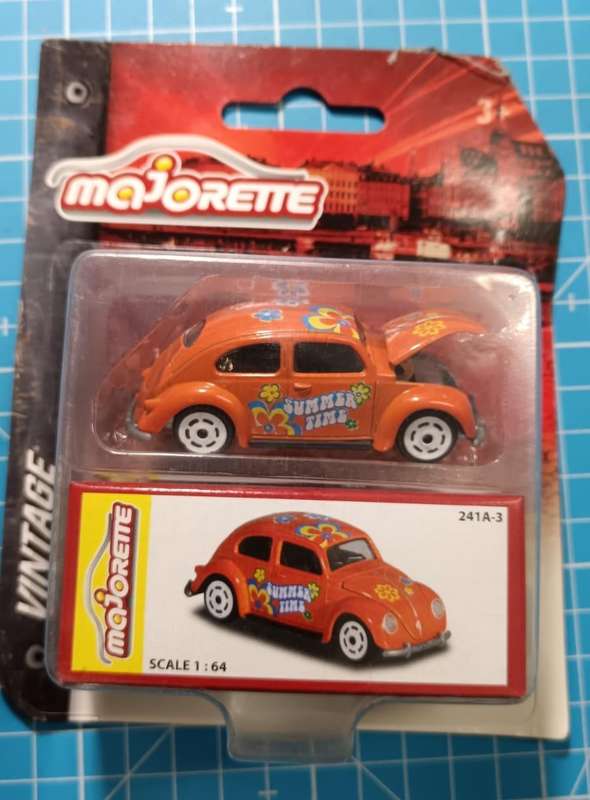 3+
MAJORETTE
VINTAGE
SUMMER
TIME
241A-3
MAJORETTE
SUMMER
TIME
SCALE 1 : 64